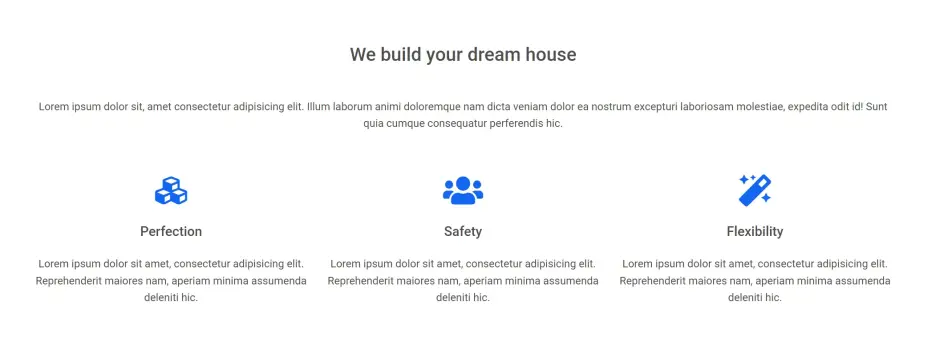 We build your dream house
Lorem ipsum dolor sit, amet consectetur adipisicing elit. Illum laborum animi doloremque nam dicta veniam dolor ea nostrum excepturi laboriosam molestiae, expedita odit id! Sunt
quia cumque consequatur perferendis hic.
Perfection
Lorem ipsum dolor sit amet, consectetur adipisicing elit.
Reprehenderit maiores nam, aperiam minima assumenda
deleniti hic.
Safety
Lorem ipsum dolor sit amet, consectetur adipisicing elit.
Reprehenderit maiores nam, aperiam minima assumenda
deleniti hic.
Flexibility
Lorem ipsum dolor sit amet, consectetur adipisicing elit.
Reprehenderit maiores nam, aperiam minima assumenda
deleniti hic.